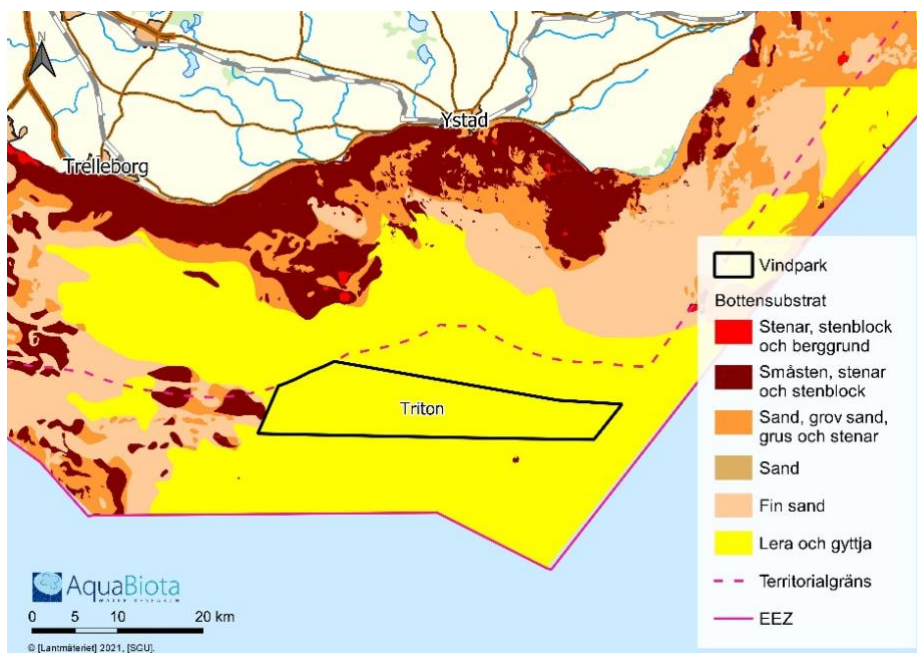 N
Ystad
Trelleborg
Triton
Vindpark
Bottensubstrat
Stenar, stenblock
och berggrund
Småsten, stenar
och stenblock
Sand, grov sand,
grus och stenar
Sand
Fin sand
Lera och gyttja
Territorialgräns
EEZ
AquaBiota
0 5 10 20 km
© [Lantmäteriet] 2021, [SGU].